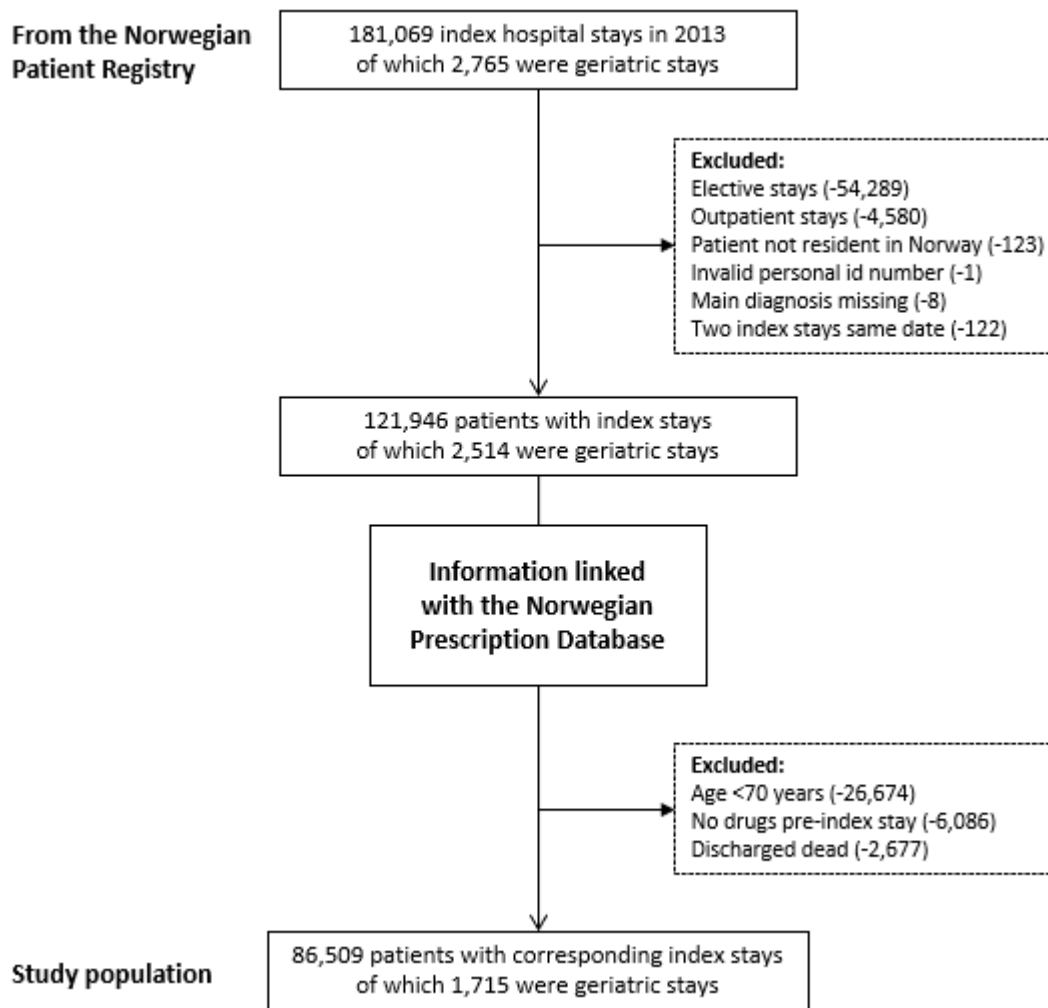 From the Norwegian
Patient Registry
181,069 index hospital stays in 2013
of which 2,765 were geriatric stays
Excluded:
Elective stays (-54,289)
Outpatient stays (-4,580)
Patient not resident in Norway (-123)
Invalid personal id number (-1)
Main diagnosis missing (-8)
Two index stays same date (-122)
121,946 patients with index stays
of which 2,514 were geriatric stays
Information linked
with the Norwegian
Prescription Database
Excluded:
Age <70 years (-26,674)
No drugs pre-index stay (-6,086)
Discharged dead (-2,677)
Study population
86,509 patients with corresponding index stays
of which 1,715 were geriatric stays